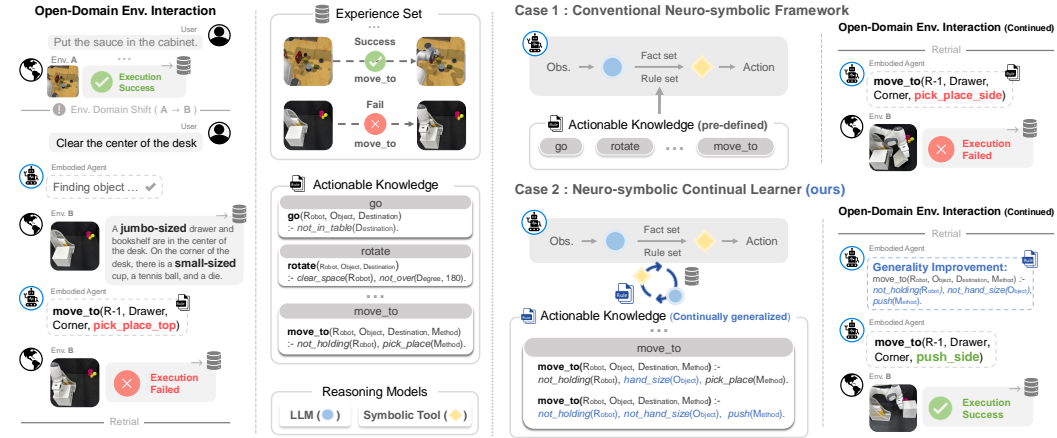 Open-Domain Env. Interaction
User
Put the sauce in the cabinet.
Env. A
...
Execution
Success
Env. Domain Shift ( A → B )
User
Clear the center of the desk
Embodied Agent
Finding object ...
Env. B
A jumbo-sized drawer and
bookshelf are in the center of
the desk. On the corner of the
desk, there is a small-sized
cup, a tennis ball, and a die.
Embodied Agent
Rule
move_to(R-1, Drawer,
Corner, pick_place_top)
Env. B
Execution
Failed
Retrial
Experience Set
Success
move_to
Fail
move_to
Rule
Actionable Knowledge
go
go(Robot, Object, Destination)
:- not_in_table(Destination).
rotate
rotate(Robot, Object, Destination)
:- clear_space(Robot), not_over(Degree, 180).
...
move_to
move_to(Robot, Object, Destination, Method)
:- not_holding(Robot), pick_place(Method).
Reasoning Models
LLM ( )
Symbolic Tool ( )
Case 1 : Conventional Neuro-symbolic Framework
Obs.
Fact set
Rule set
Action
Rule
Actionable Knowledge (pre-defined)
go
rotate
...
move_to
Open-Domain Env. Interaction (Continued)
Retrial
Embodied Agent
Rule
move_to(R-1, Drawer,
Corner, pick_place_side)
Env. B
Execution
Failed
Case 2 : Neuro-symbolic Continual Learner (ours)
Obs.
Fact set
Rule set
Action
Rule
Rule
Actionable Knowledge (Continually generalized)
...
move_to
move_to(Robot, Object, Destination, Method) :-
not_holding(Robot), hand_size(Object), pick_place(Method).
move_to(Robot, Object, Destination, Method) :-
not_holding(Robot), not_hand_size(Object), push(Method).
Open-Domain Env. Interaction (Continued)
Retrial
Embodied Agent
Rule
Generality Improvement:
move_to(Robot, Object, Destination, Method) :-
not_holding(Robot), not_hand_size(Object),
push(Method).
Embodied Agent
move_to(R-1, Drawer,
Corner, push_side)
Env. B
Execution
Success